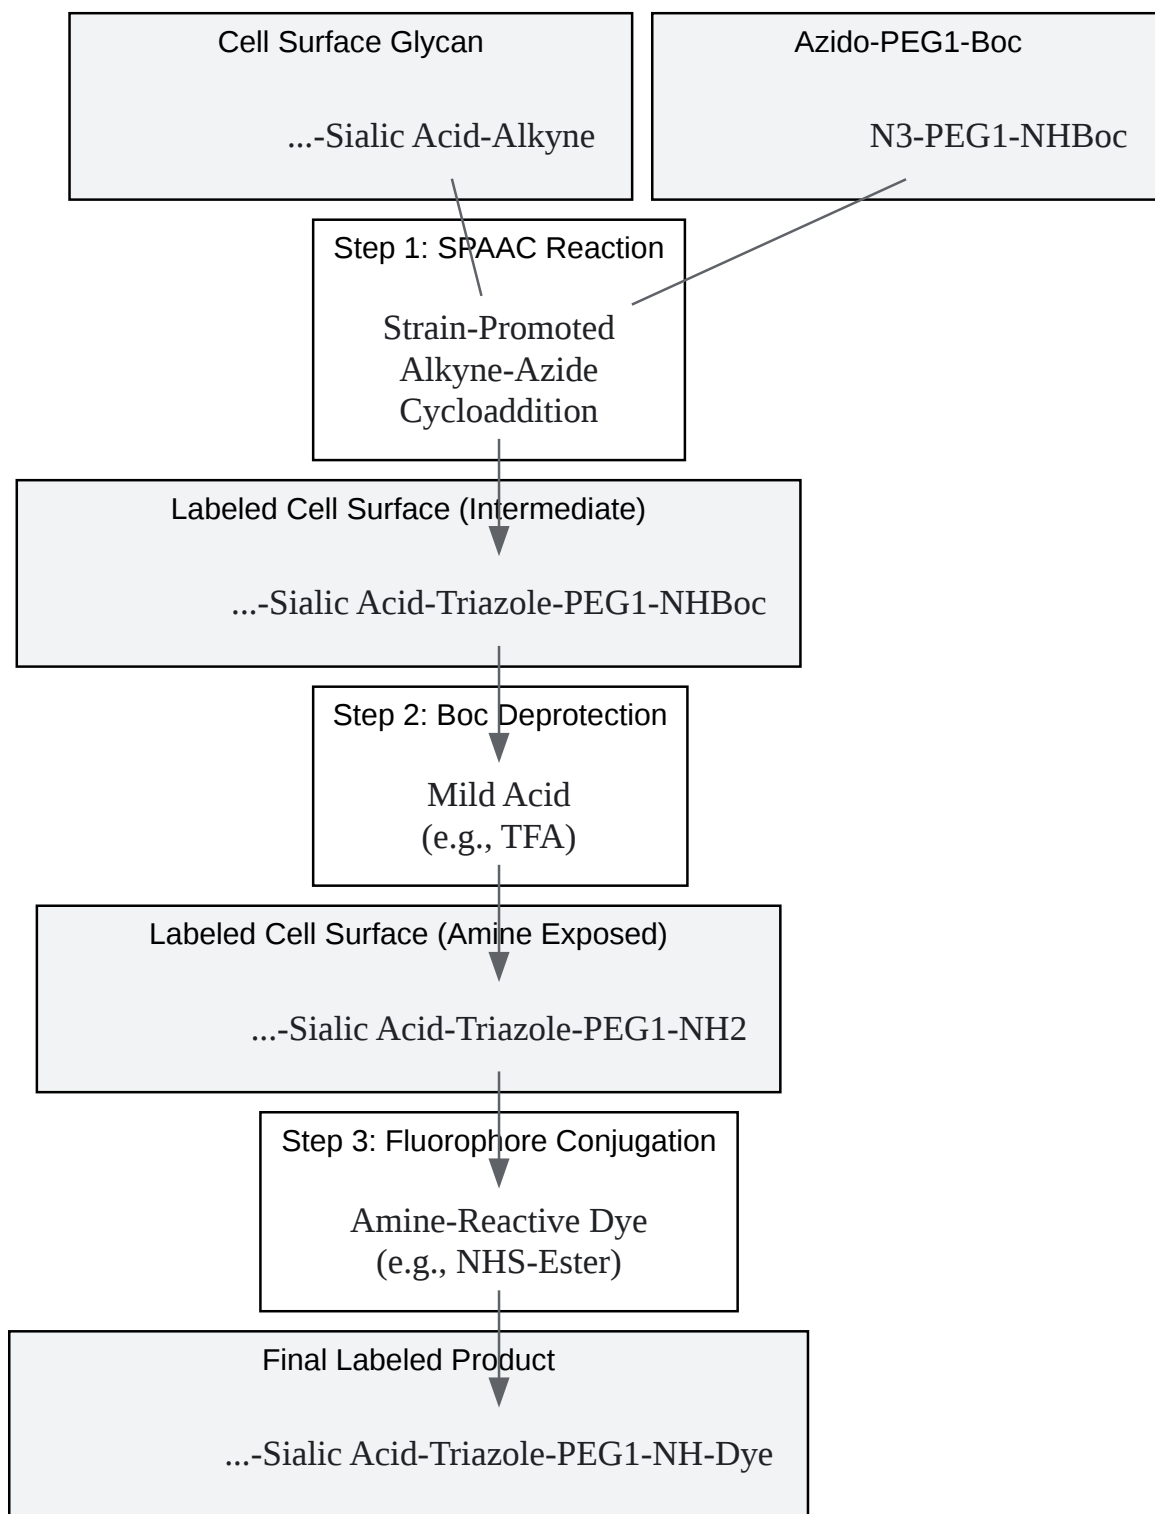 Cell Surface Glycan
...-Sialic Acid-Alkyne
Azido-PEG1-Boc
N3-PEG1-NHBoc
Step 1: SPAAC Reaction
Strain-Promoted
Alkyne-Azide
Cycloaddition
Labeled Cell Surface (Intermediate)
...-Sialic Acid-Triazole-PEG1-NHBoc
Step 2: Boc Deprotection
Mild Acid
(e.g., TFA)
Labeled Cell Surface (Amine Exposed)
...-Sialic Acid-Triazole-PEG1-NH2
Step 3: Fluorophore Conjugation
Amine-Reactive Dye
(e.g., NHS-Ester)
Final Labeled Product
...-Sialic Acid-Triazole-PEG1-NH-Dye